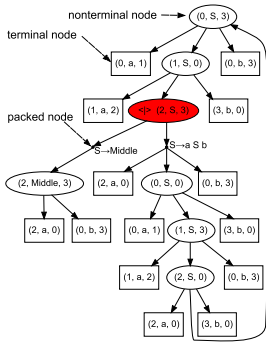 nonterminal node
(0, S, 3)
terminal node
(0, a, 1)
(1, S, 0)
(0, b, 3)
(1, a, 2)
<|> (2, S, 3)
(3, b, 0)
packed node
S→Middle
S→a S b
(2, Middle, 3)
(2, a, 0)
(0, S, 0)
(0, b, 3)
(2, a, 0)
(0, b, 3)
(0, a, 1)
(1, S, 3)
(3, b, 0)
(1, a, 2)
(2, S, 0)
(0, b, 3)
(2, a, 0)
(3, b, 0)